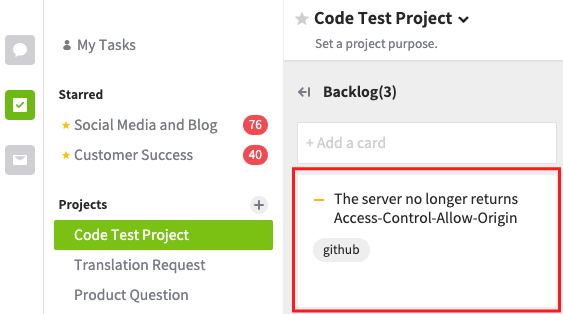 My Tasks
Starred
Social Media and Blog 76
Customer Success 40
Projects +
Code Test Project
Translation Request
Product Question
Code Test Project
Set a project purpose.
Backlog(3)
+ Add a card
The server no longer returns
Access-Control-Allow-Origin
github